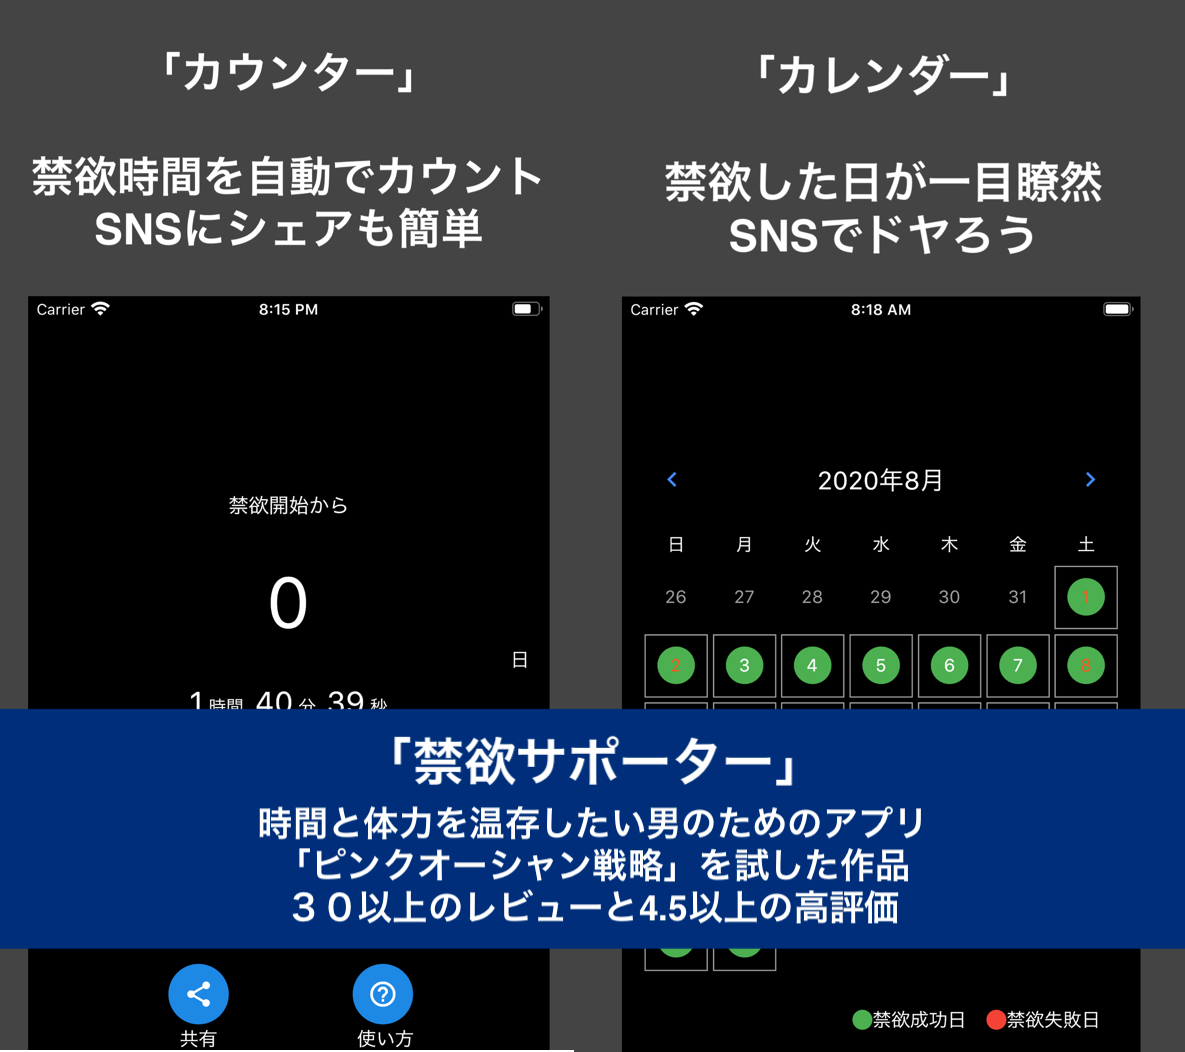 「カウンター」
禁欲時間を自動でカウント
SNSにシェアも簡単
「カレンダー」
禁欲した日が一目瞭然
SNSでドヤろう
Carrier 8:15 PM
禁欲開始から
0
日
1 時間 40 分 39 秒
Carrier 8:18 AM
2020年8月
日 月 火 水 木 金 土
26 27 28 29 30 31 1
2 3 4 5 6 7 8
「禁欲サポーター」
時間と体力を温存したい男のためのアプリ
「ピンクオーシャン戦略」を試した作品
３０以上のレビューと4.5以上の高評価
共有 使い方
禁欲成功日 禁欲失敗日